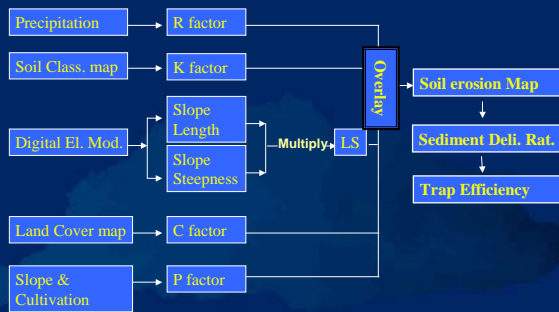 Precipitation
R factor
Soil Class. map
K factor
Overlay
Soil erosion Map
Slope
Length
Digital El. Mod.
Multiply
LS
Sediment Deli. Rat.
Slope
Steepness
Trap Efficiency
Land Cover map
C factor
Slope &
Cultivation
P factor